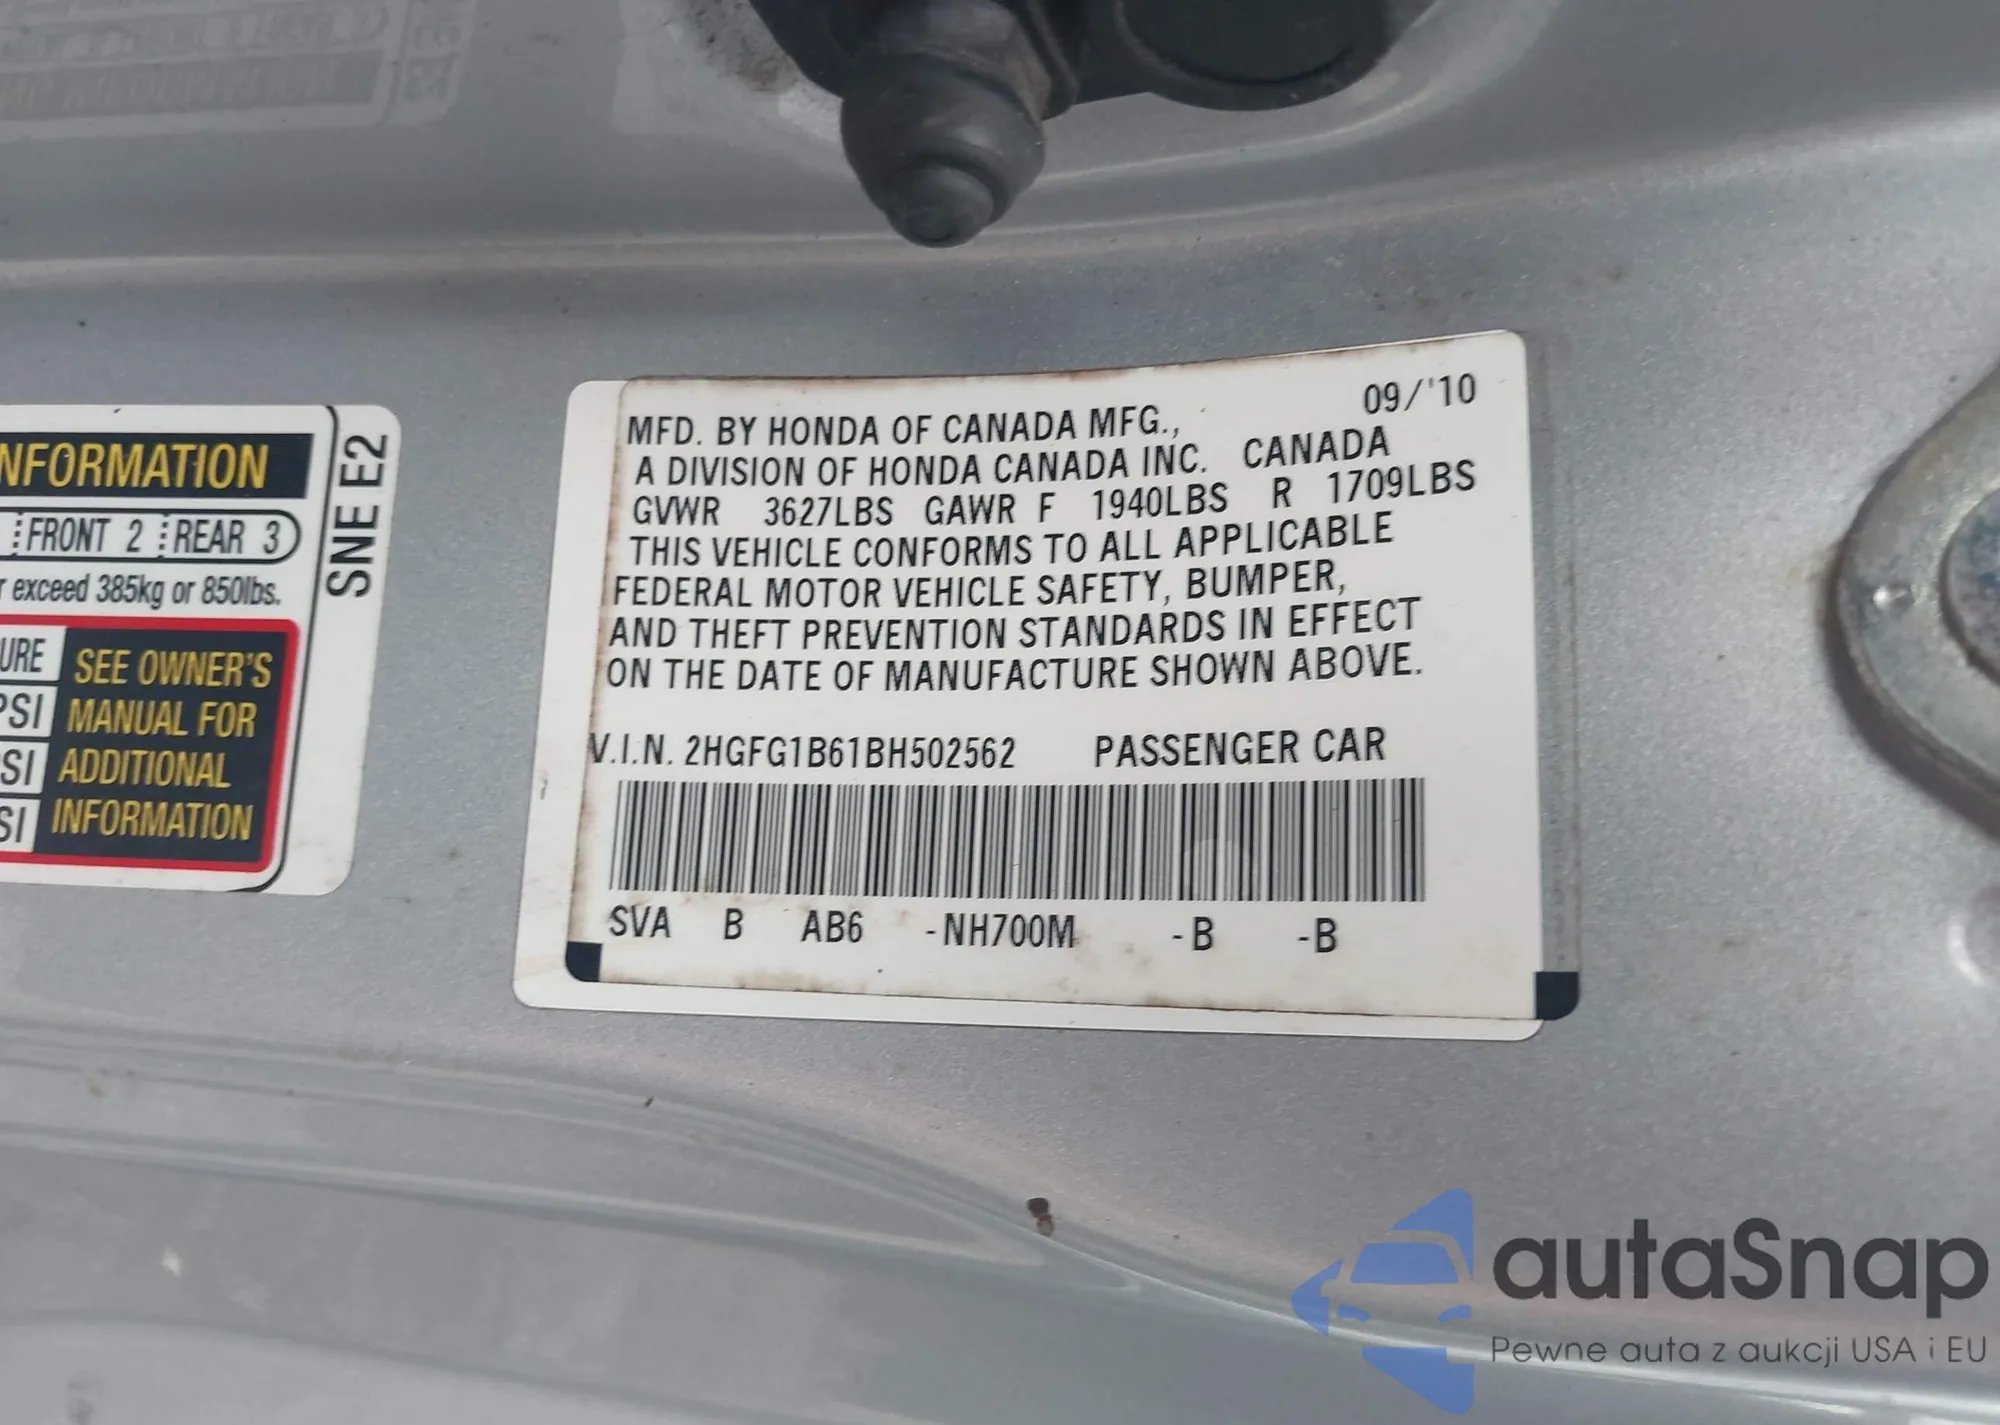 NFORMATION
FRONT 2 REAR 3
exceed 385kg or 850lbs.
URE
PSI
SI
SI
SEE OWNER'S
MANUAL FOR
ADDITIONAL
INFORMATION
SNE E2
09/'10
MFD. BY HONDA OF CANADA MFG.,
A DIVISION OF HONDA CANADA INC. CANADA
GVWR 3627LBS GAWR F 1940LBS R 1709LBS
THIS VEHICLE CONFORMS TO ALL APPLICABLE
FEDERAL MOTOR VEHICLE SAFETY, BUMPER,
AND THEFT PREVENTION STANDARDS IN EFFECT
ON THE DATE OF MANUFACTURE SHOWN ABOVE.
V.I.N. 2HGFG1B61BH502562 PASSENGER CAR
SVA B AB6 -NH700M -B -B
autaSnap
Pewne auta z aukcji USA i EU